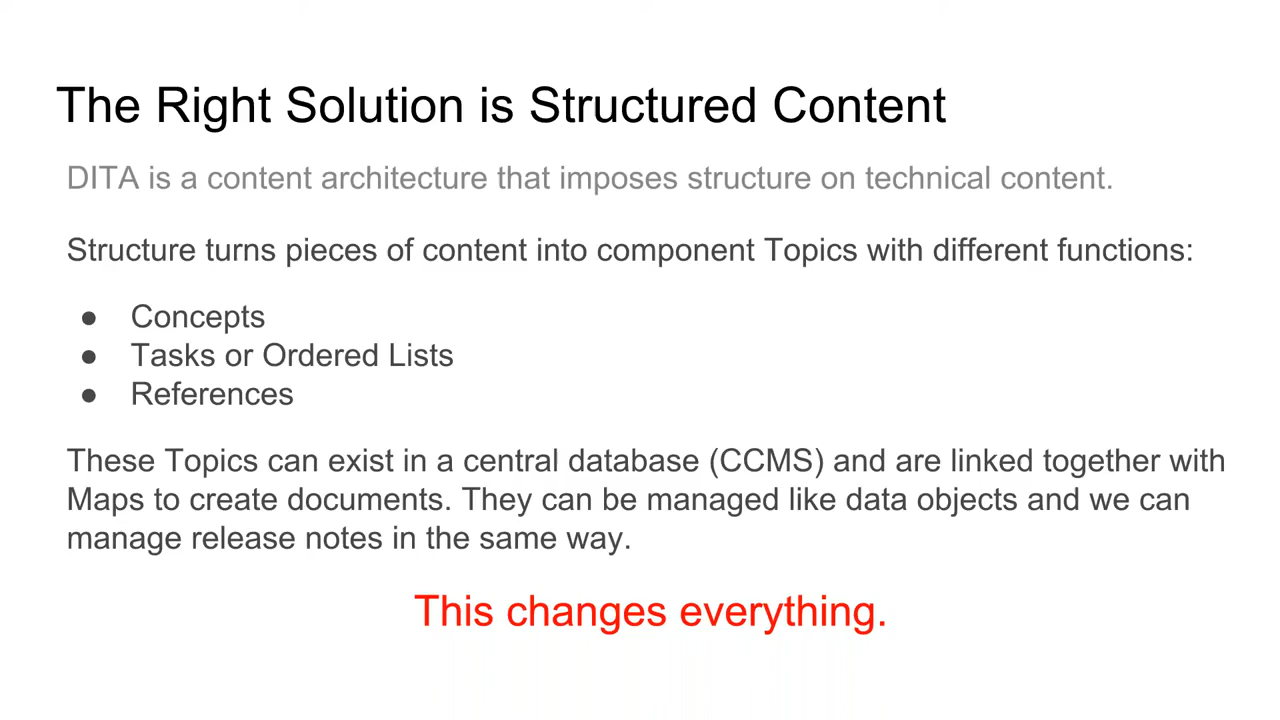 The Right Solution is Structured Content
DITA is a content architecture that imposes structure on technical content.
Structure turns pieces of content into component Topics with different functions:
● Concepts
● Tasks or Ordered Lists
● References
These Topics can exist in a central database (CCMS) and are linked together with
Maps to create documents. They can be managed like data objects and we can
manage release notes in the same way.
This changes everything.